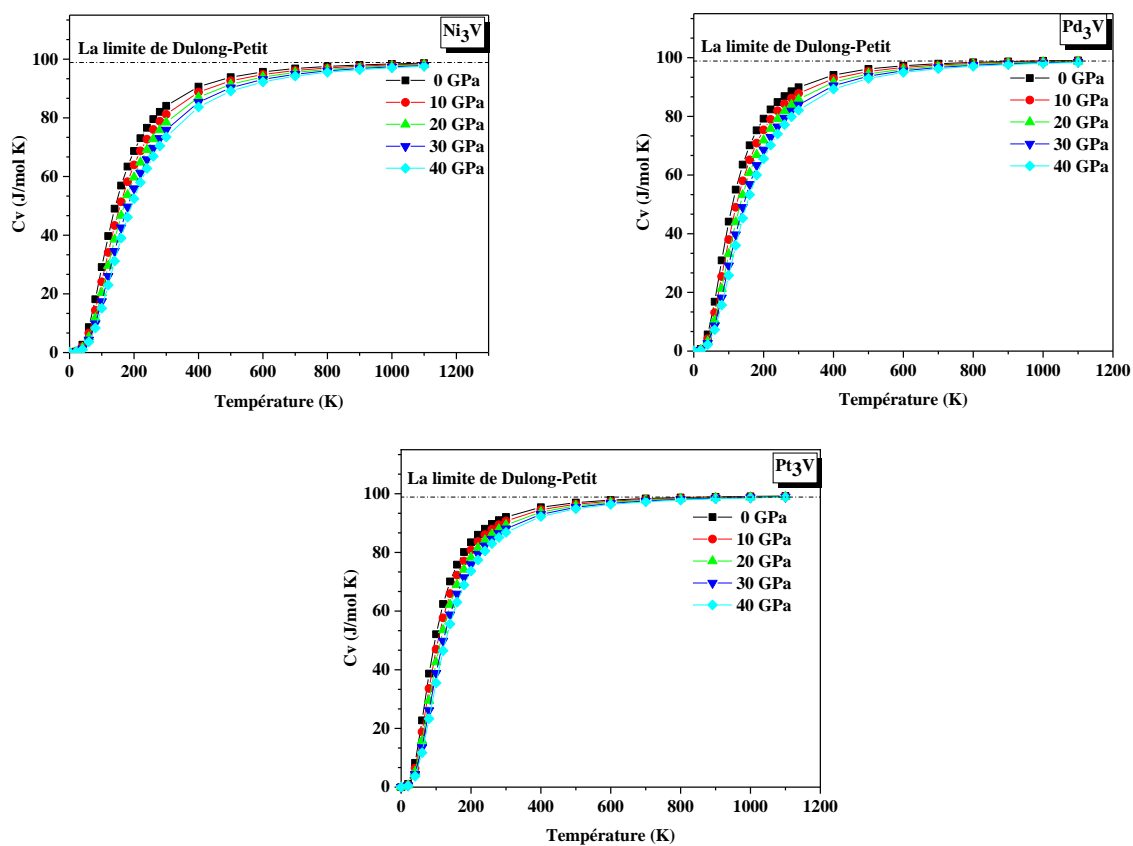 Ni3V
La limite de Dulong-Petit
100
80
60
40
20
0
Cv (J/mol K)
0 GPa
10 GPa
20 GPa
30 GPa
40 GPa
0 200 400 600 800 1000 1200
Température (K)
Pd3V
La limite de Dulong-Petit
100
80
60
40
20
0
Cv (J/mol K)
0 GPa
10 GPa
20 GPa
30 GPa
40 GPa
0 200 400 600 800 1000 1200
Température (K)
Pt3V
La limite de Dulong-Petit
100
80
60
40
20
0
Cv (J/mol K)
0 GPa
10 GPa
20 GPa
30 GPa
40 GPa
0 200 400 600 800 1000 1200
Température (K)